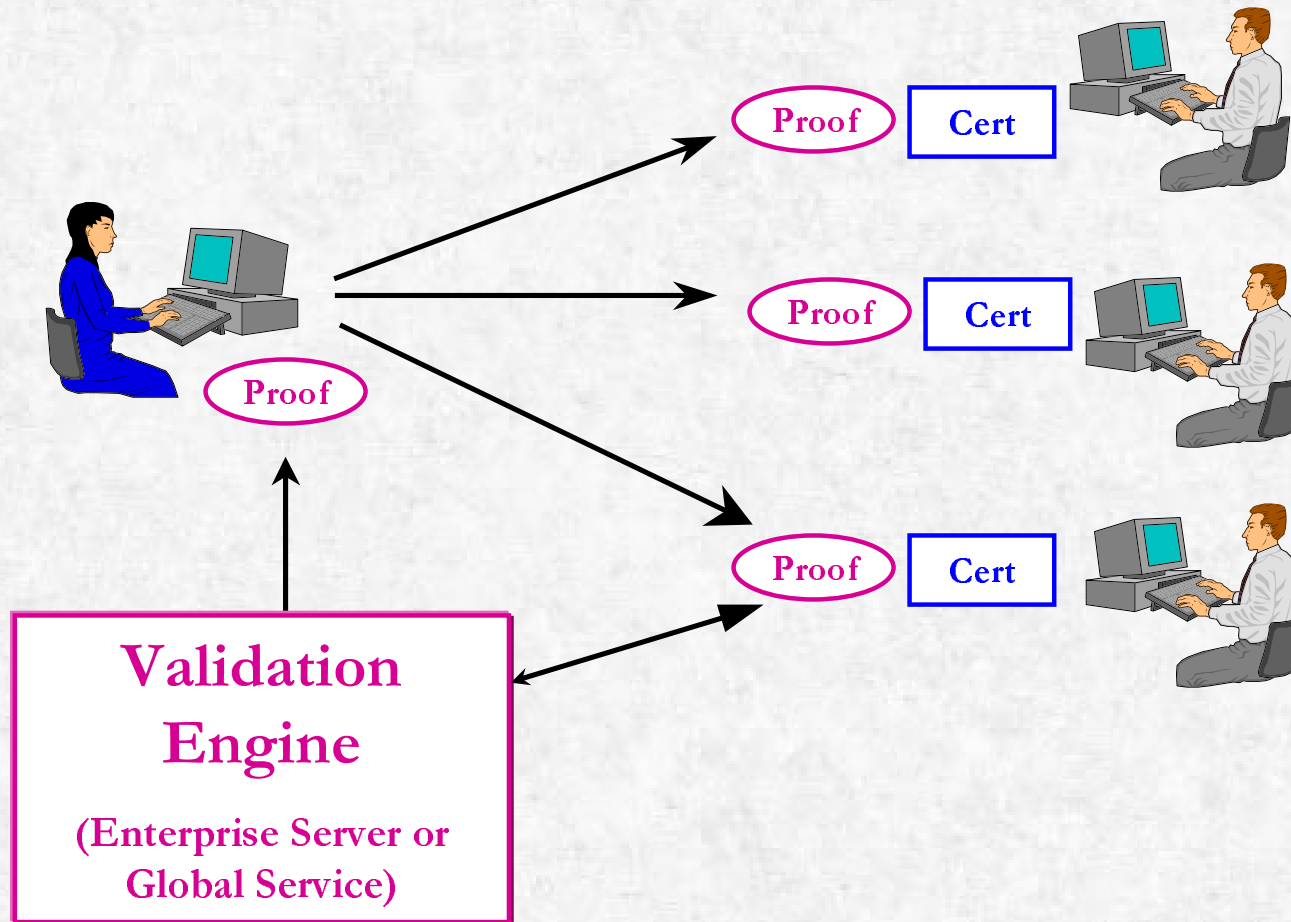 Proof Cert
Proof Cert
Proof
Proof Cert
Validation
Engine
(Enterprise Server or
Global Service)